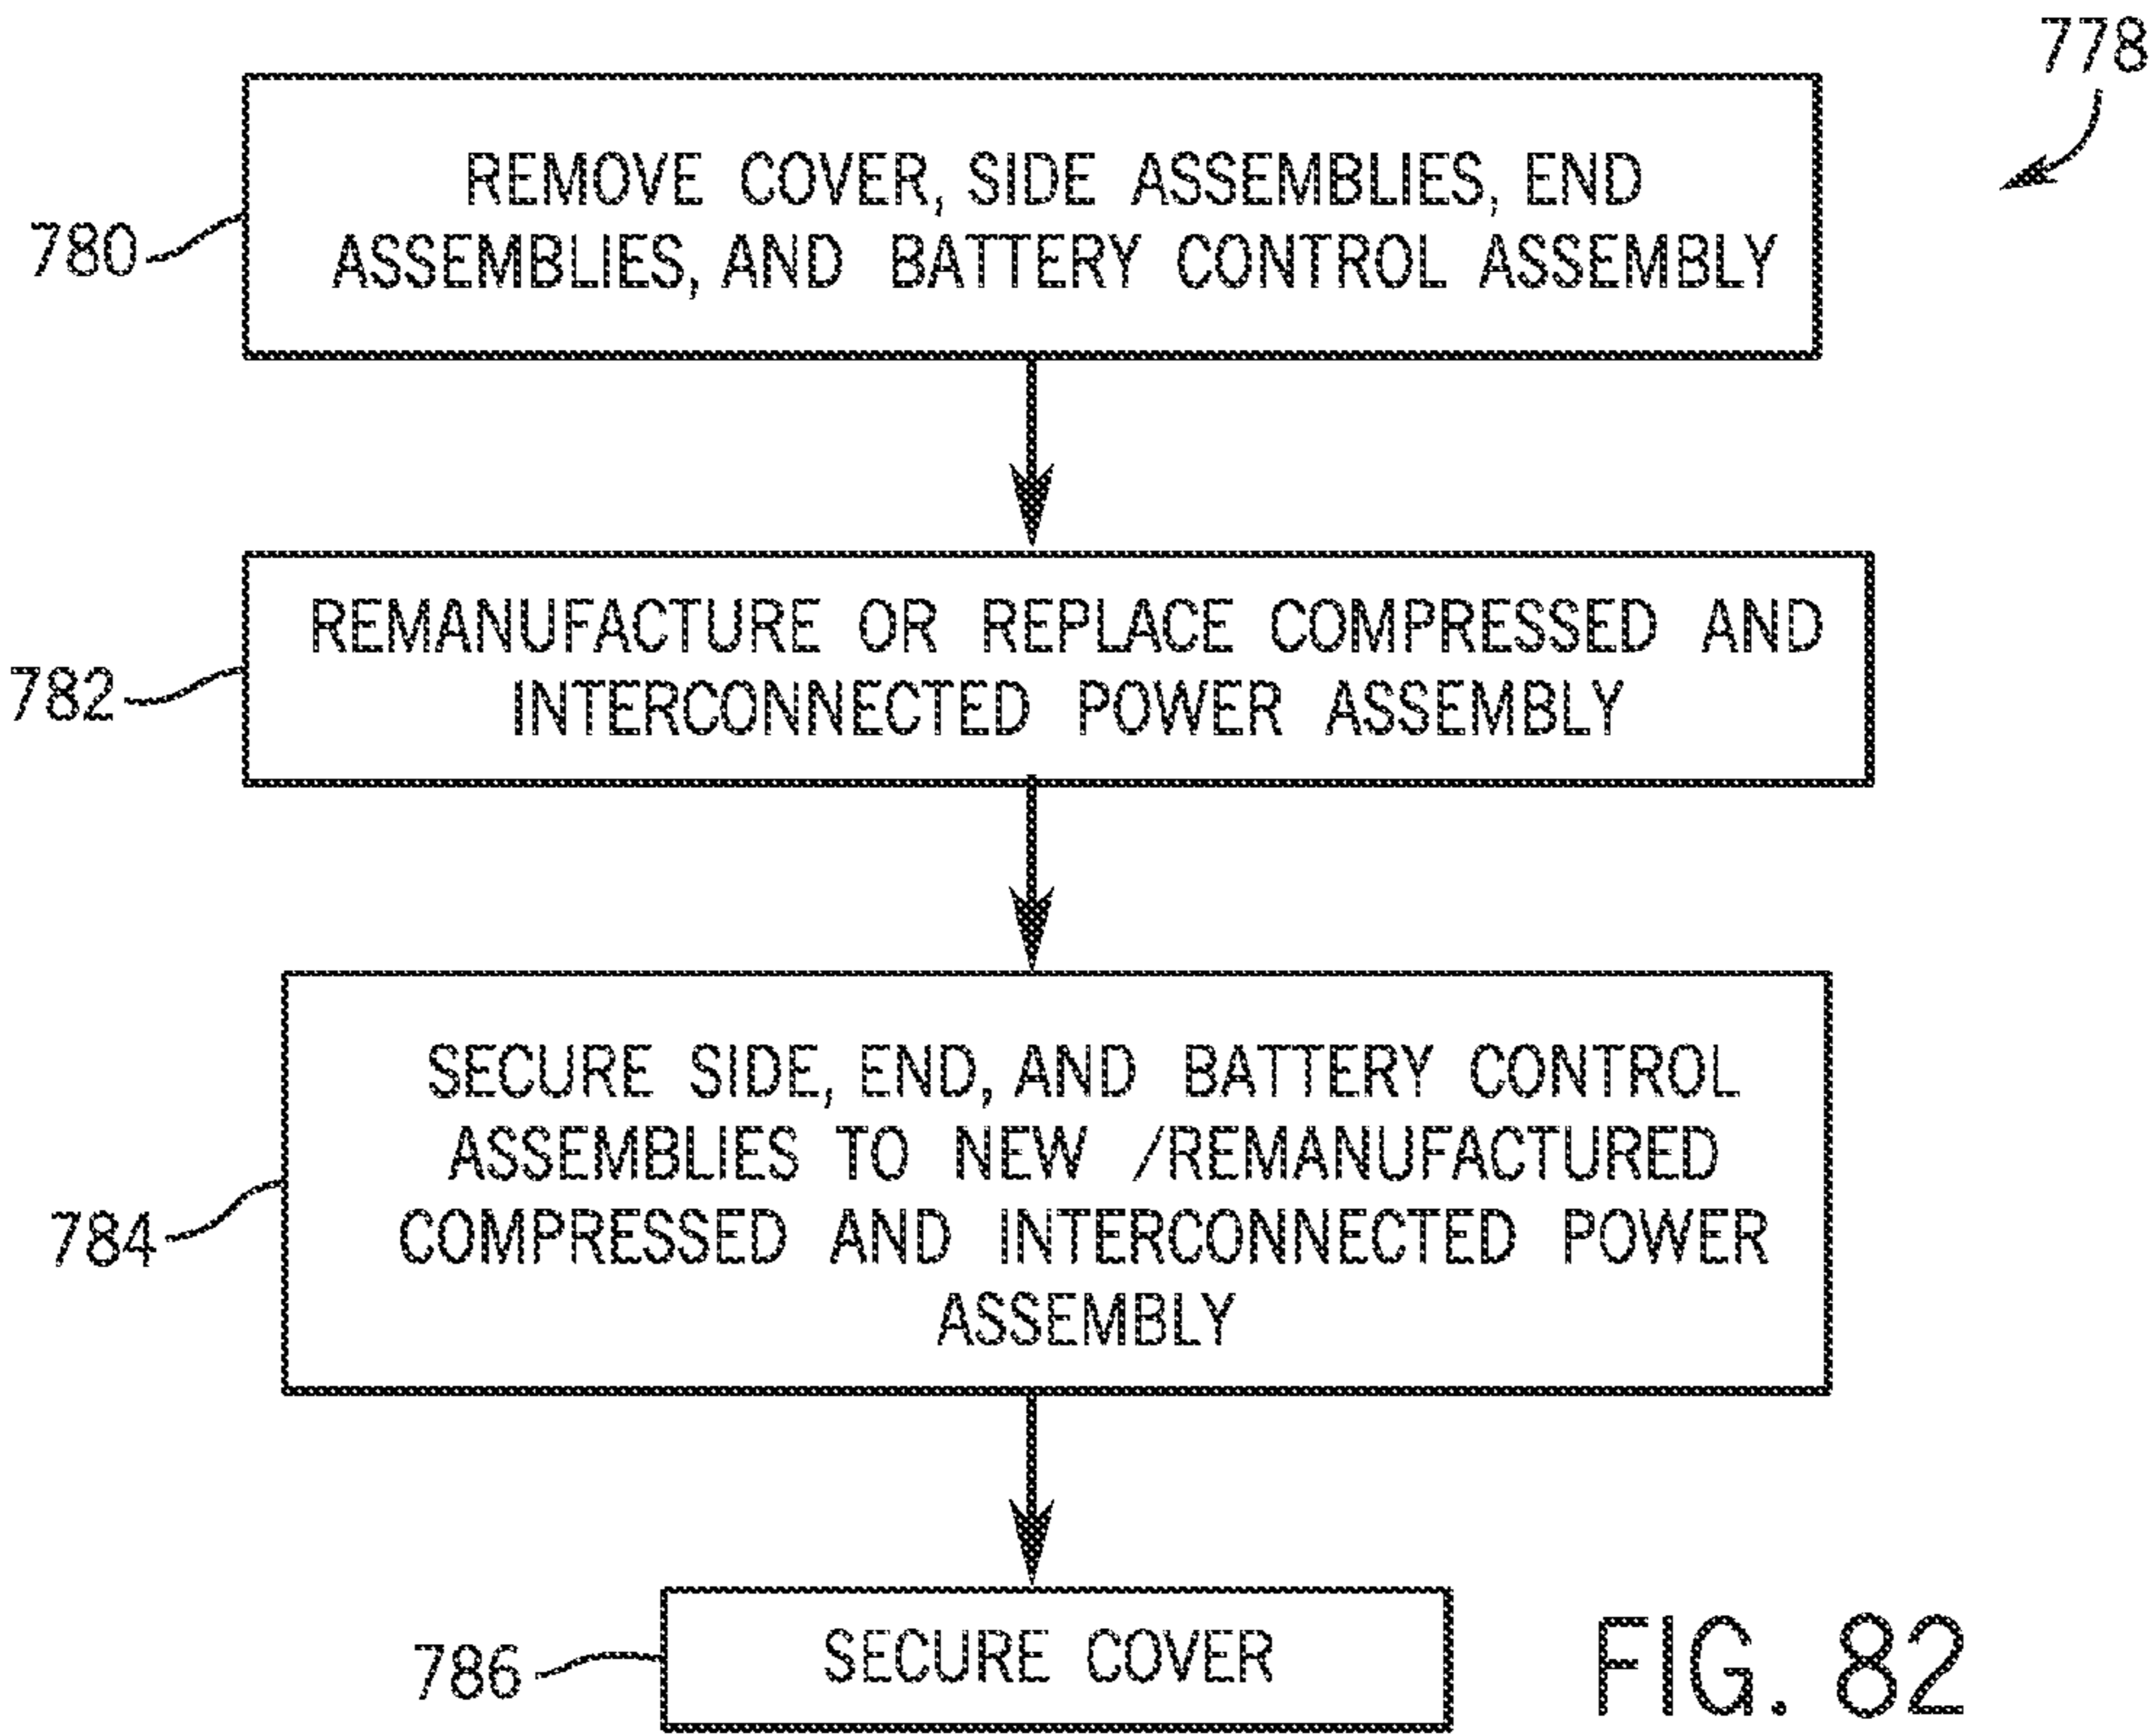 778
REMOVE COVER, SIDE ASSEMBLIES, END
ASSEMBLIES, AND BATTERY CONTROL ASSEMBLY
780
REMANUFACTURE OR REPLACE COMPRESSED AND
INTERCONNECTED POWER ASSEMBLY
782
SECURE SIDE, END, AND BATTERY CONTROL
ASSEMBLIES TO NEW /REMANUFACTURED
COMPRESSED AND INTERCONNECTED POWER
ASSEMBLY
784
SECURE COVER
786
FIG. 82